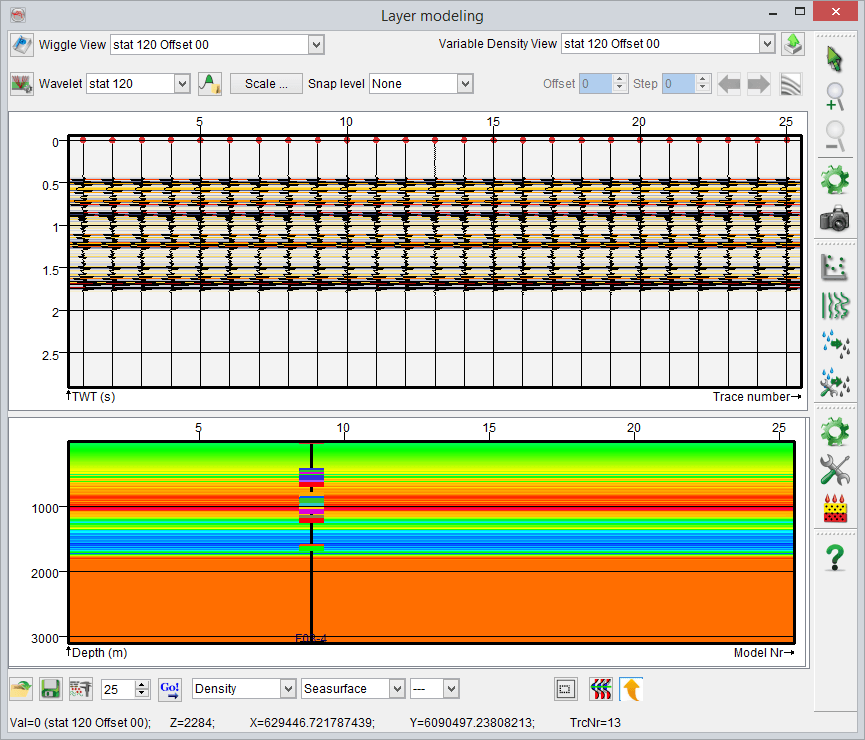 Layer modeling
Wiggle View stat 120 Offset 00 Variable Density View stat 120 Offset 00
Wavelet stat 120 Scale ... Snap level None Offset 0 Step 0
5 10 15 20 25
0
0.5
1
1.5
2
2.5
TWT (s) Trace number
5 10 15 20 25
1000
2000
3000
F03-4
Depth (m) Model Nr
25 Go! Density Seasurface ---
Val=0 (stat 120 Offset 00); Z=2284; X=629446.721787439; Y=6090497.23808213; TrcNr=13